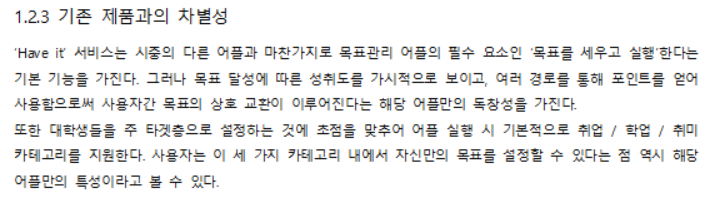 1.2.3 기존 제품과의 차별성
'Have it' 서비스는 시중의 다른 어플과 마찬가지로 목표관리 어플의 필수 요소인 '목표를 세우고 실행'한다는
기본 기능을 가진다. 그러나 목표 달성에 따른 성취도를 가시적으로 보이고, 여러 경로를 통해 포인트를 얻어
사용함으로써 사용자간 목표의 상호 교환이 이루어진다는 해당 어플만의 독창성을 가진다.
또한 대학생들을 주 타겟층으로 설정하는 것에 초점을 맞추어 어플 실행 시 기본적으로 취업 / 학업 / 취미
카테고리를 지원한다. 사용자는 이 세 가지 카테고리 내에서 자신만의 목표를 설정할 수 있다는 점 역시 해당
어플만의 특성이라고 볼 수 있다.